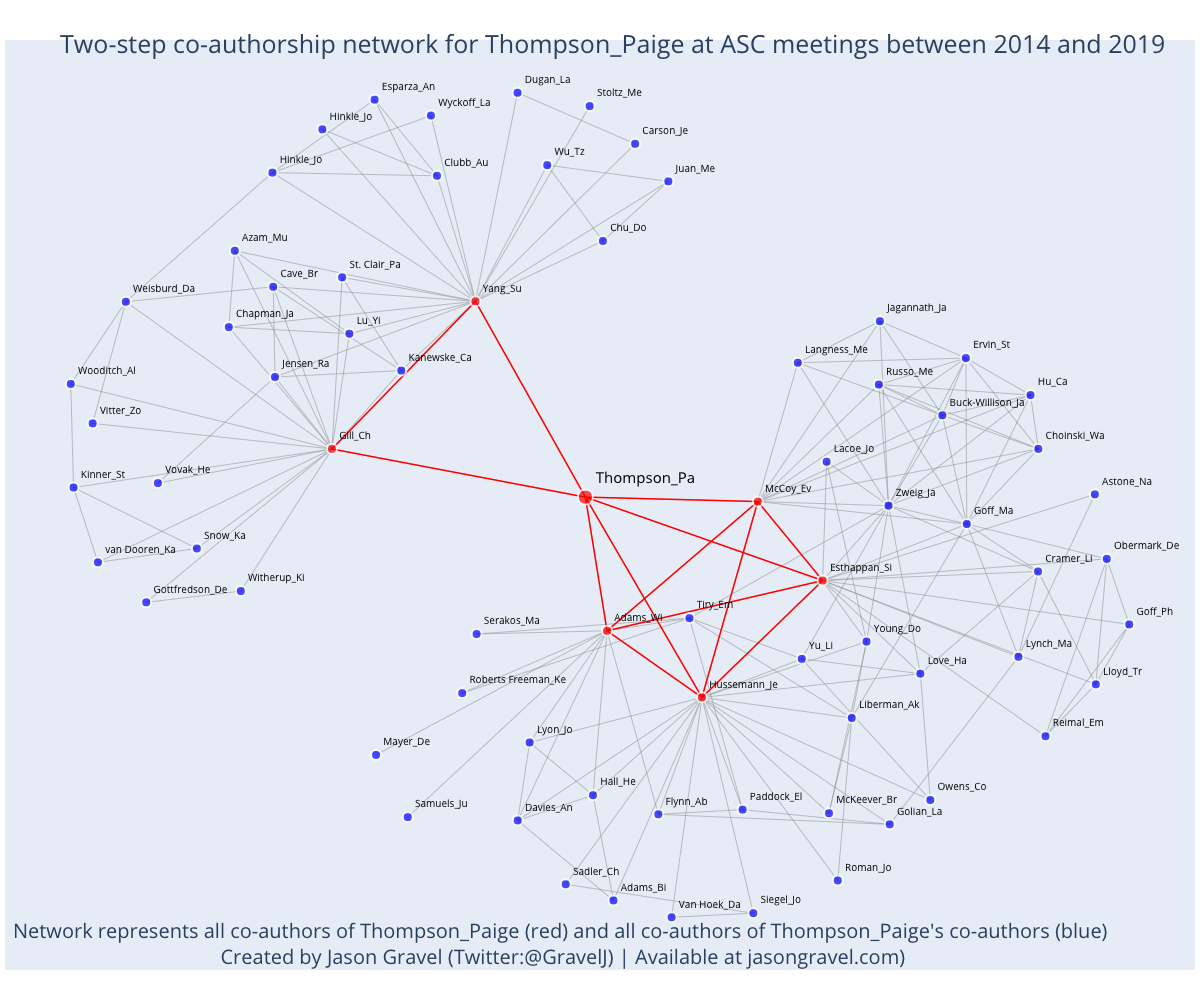 Two-step co-authorship network for Thompson_Paige at ASC meetings between 2014 and 2019
Dugan_La
Esparza_An
Stoltz_Me
Wyckoff_La
Hinkle_Jo
Carson_Je
Wu_Tz
Hinkle_Jo
Clubb_Au
Juan_Me
Chu_Do
Azam_Mu
St. Clair_Pa
Cave_Br
Weisburd_Da
Yang_Su
Jagannath_Ja
Chapman_Ja
Lu_Yi
Ervin_St
Langness_Me
Kanewske_Ca
Jensen_Ra
Wooditch_Al
Russo_Me
Hu_Ca
Buck-Willison_Ja
Vitter_Zo
Gill_Ch
Choinski_Wa
Lacoe_Jo
Vovak_He
Kinner_St
Thompson_Pa
McCoy_Ev
Astone_Na
Zweig_Ja
Goff_Ma
Snow_Ka
van Dooren_Ka
Obermark_De
Cramer_Li
Esthappan_Si
Witherup_Ki
Gottfredson_De
Tiry_Em
Goff_Ph
Serakos_Ma
Adams_Wi
Young_Do
Yu_Li
Lynch_Ma
Love_Ha
Lloyd_Tr
Roberts Freeman_Ke
Hussemann_Je
Liberman_Ak
Reimal_Em
Lyon_Jo
Mayer_De
Hall_He
Owens_Co
Paddock_El
McKeever_Br
Flynn_Ab
Samuels_Ju
Davies_An
Golian_La
Roman_Jo
Sadler_Ch
Adams_Bi
Siegel_Jo
Van Hoek_Da
Network represents all co-authors of Thompson_Paige (red) and all co-authors of Thompson_Paige's co-authors (blue)
Created by Jason Gravel (Twitter:@GravelJ) | Available at jasongravel.com)